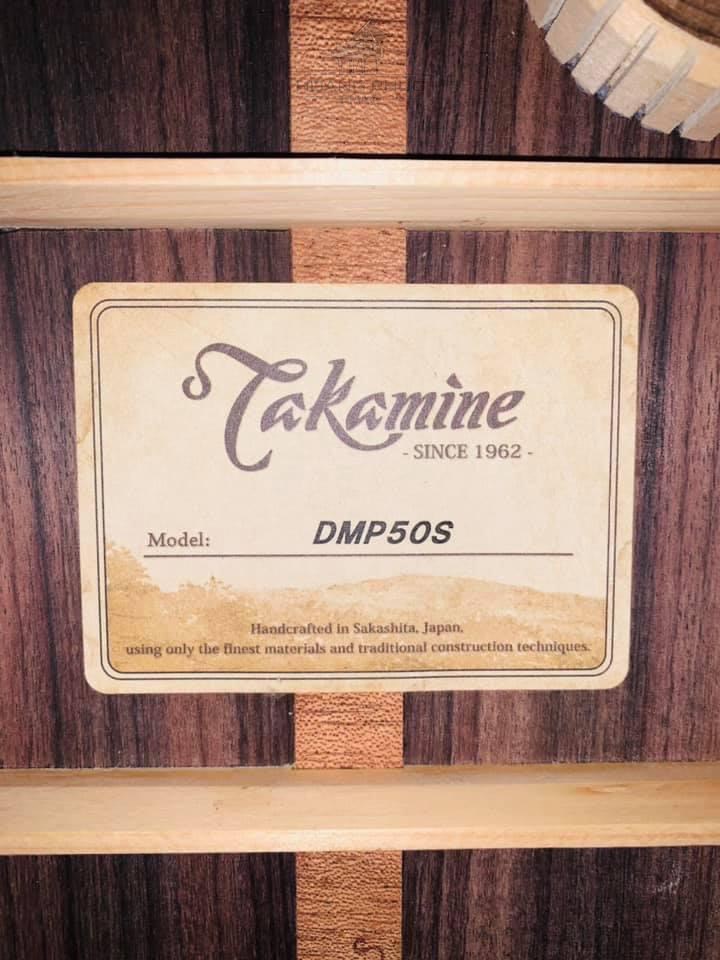 Takamine
- SINCE 1962 -
Model: DMP50S
Handcrafted in Sakashita, Japan,
using only the finest materials and traditional construction techniques.